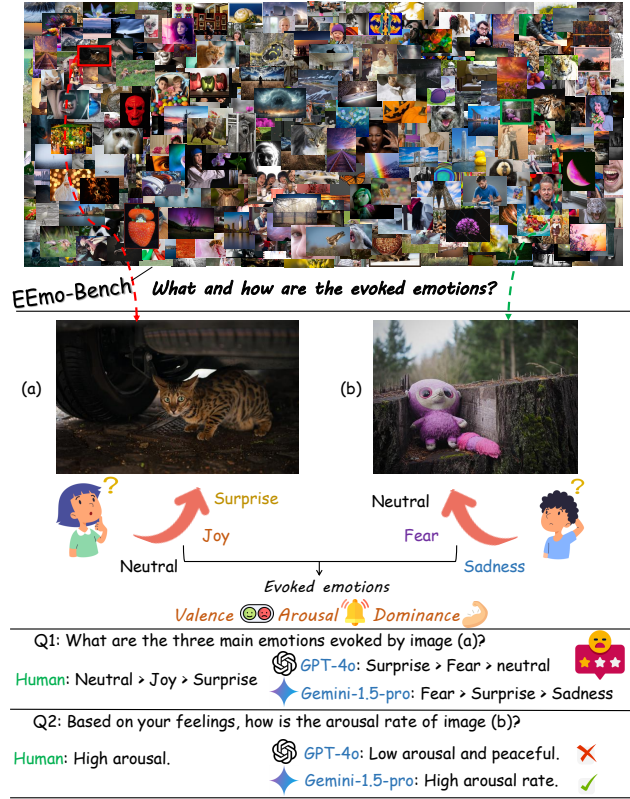 EEmo-Bench
What and how are the evoked emotions?
(a)
(b)
?
?
Surprise
Joy
Neutral
Neutral
Fear
Sadness
Evoked emotions
Valence Arousal Dominance
Q1: What are the three main emotions evoked by image (a)?
Human: Neutral > Joy > Surprise
GPT-4o: Surprise > Fear > neutral
Gemini-1.5-pro: Fear > Surprise > Sadness
Q2: Based on your feelings, how is the arousal rate of image (b)?
Human: High arousal.
GPT-4o: Low arousal and peaceful.
Gemini-1.5-pro: High arousal rate.